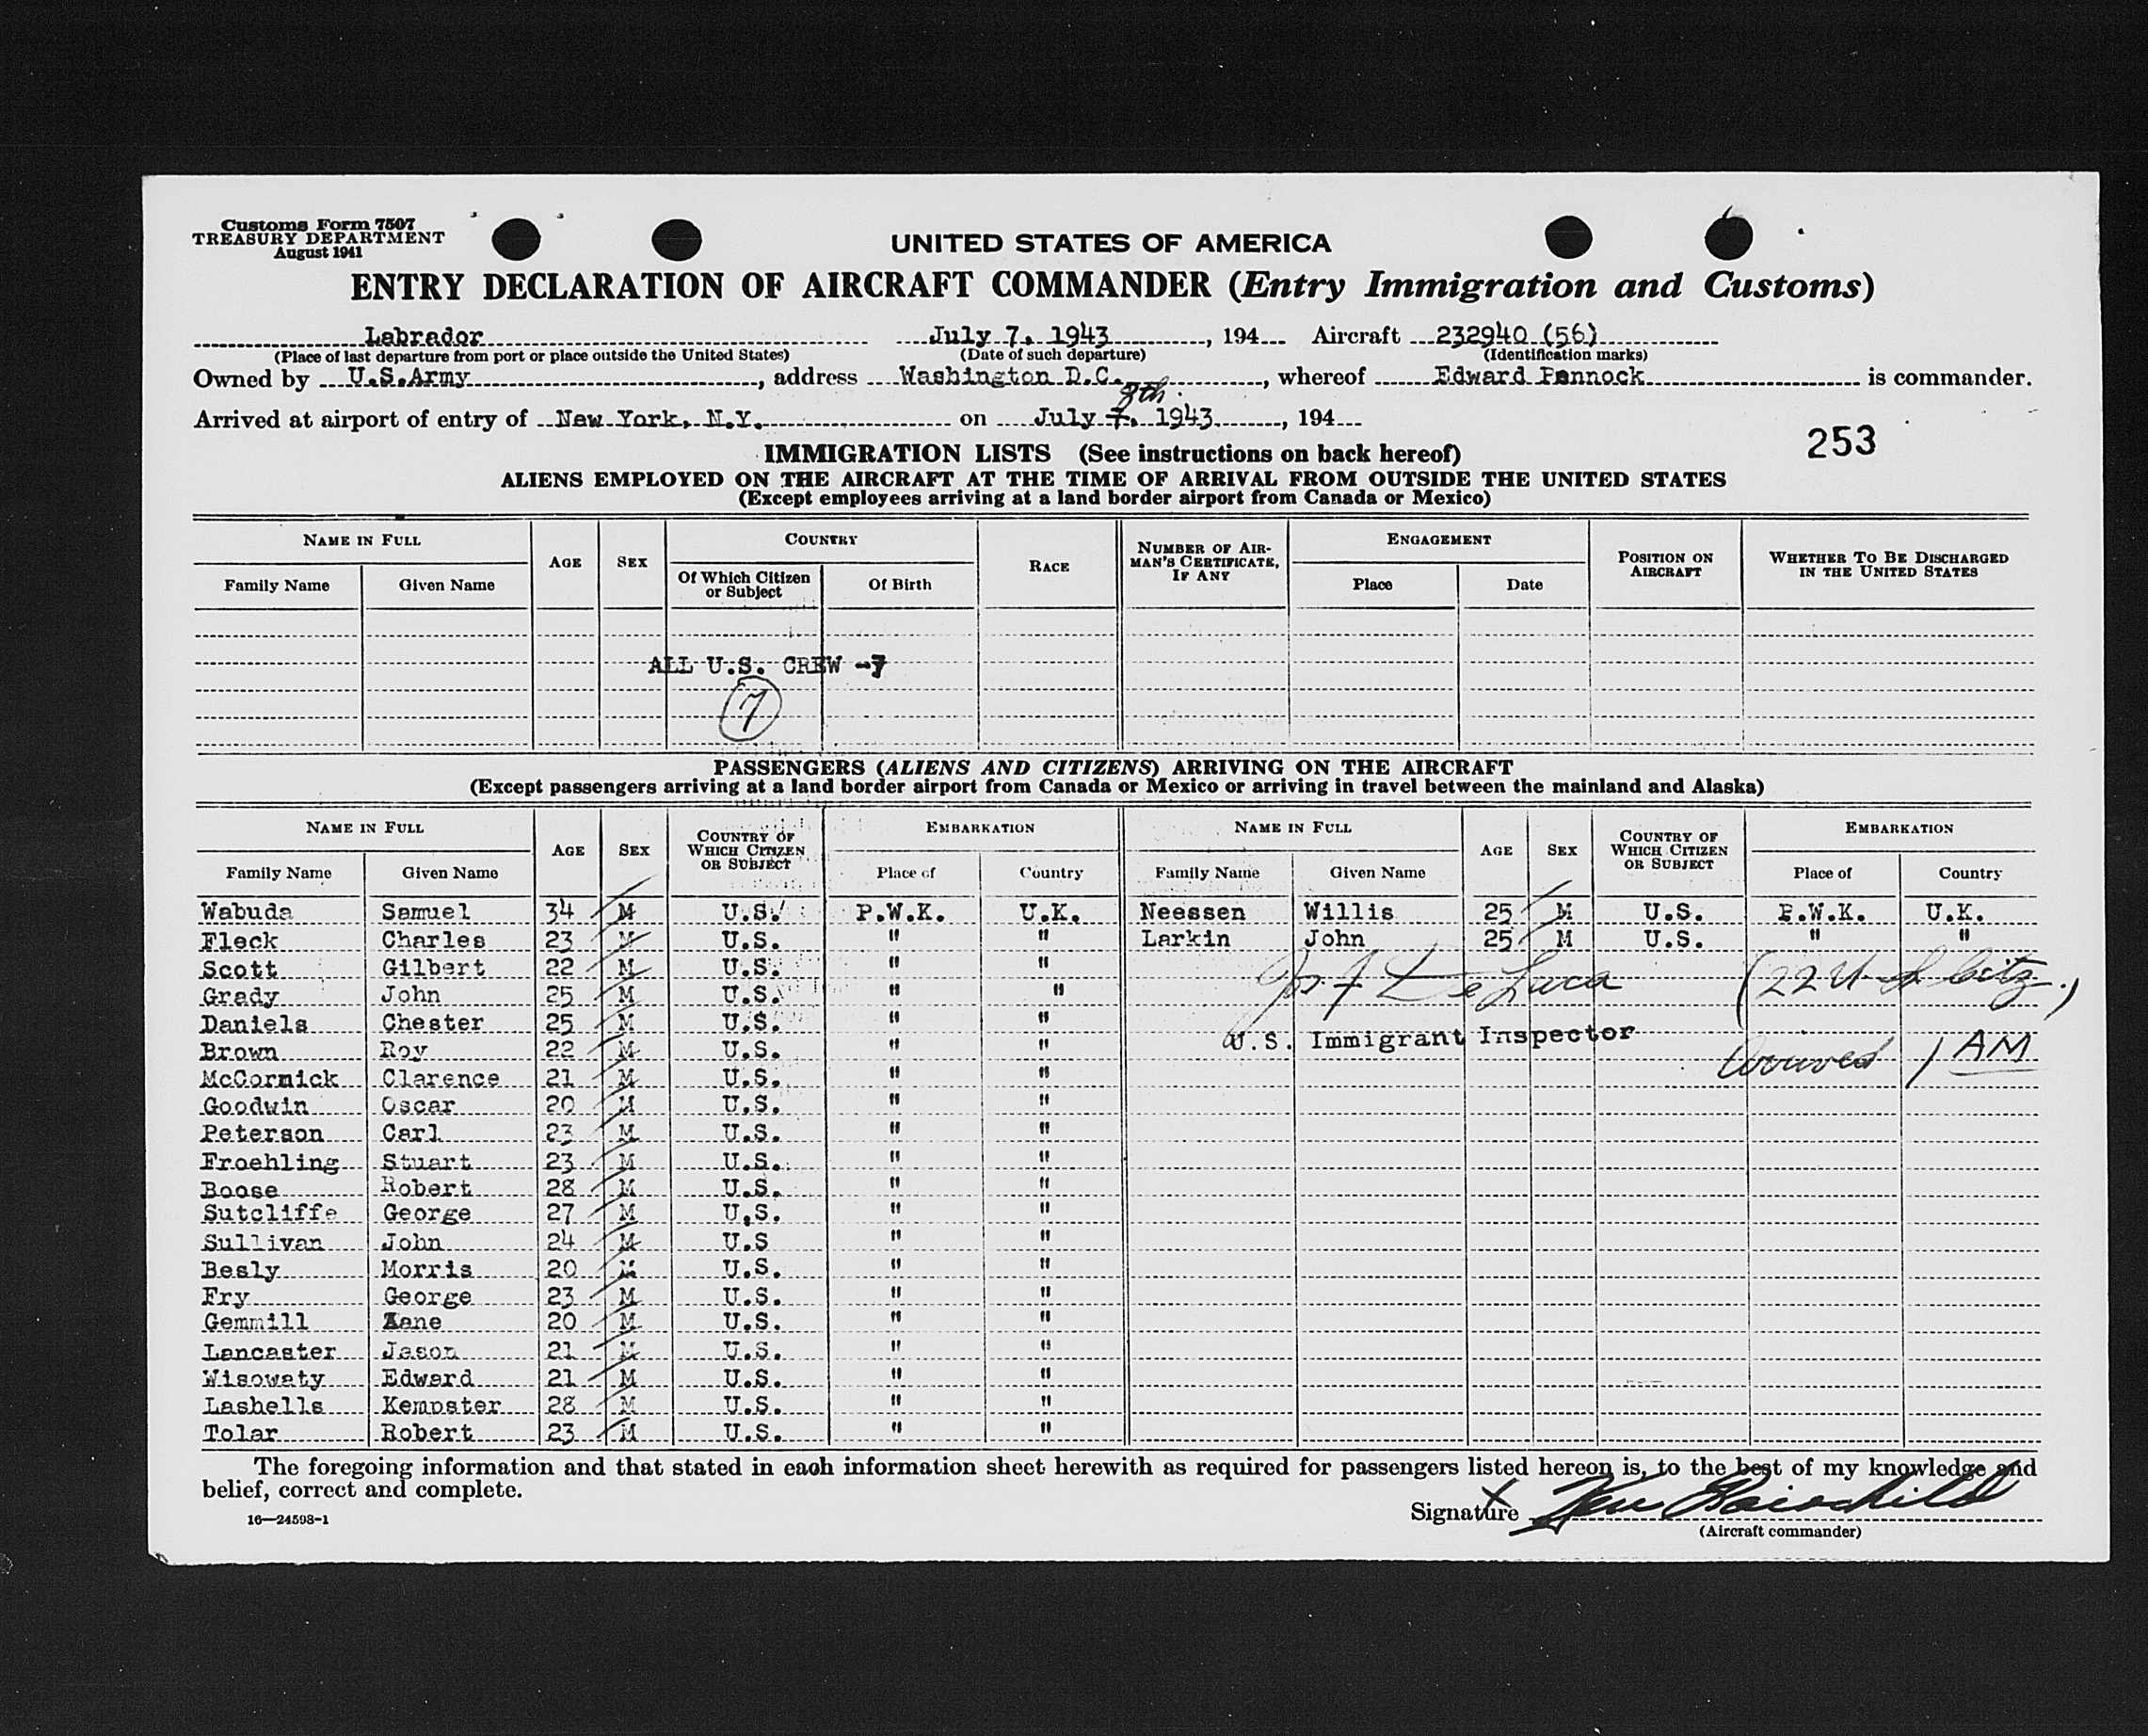 Customs Form 7507
TREASURY DEPARTMENT
August 1941
UNITED STATES OF AMERICA
ENTRY DECLARATION OF AIRCRAFT COMMANDER (Entry Immigration and Customs)
Labrador July 7, 1943, 194 Aircraft 232940 (56)
(Place of last departure from port or place outside the United States) (Date of such departure) (Identification marks)
Owned by U.S.Army, address Washington D.C., whereof Edward Pennock is commander.
8th
Arrived at airport of entry of New York, N.Y. on July 7, 1943, 194
253
IMMIGRATION LISTS (See instructions on back hereof)
ALIENS EMPLOYED ON THE AIRCRAFT AT THE TIME OF ARRIVAL FROM OUTSIDE THE UNITED STATES
(Except employees arriving at a land border airport from Canada or Mexico)
NAME IN FULL AGE SEX COUNTRY RACE NUMBER OF AIRMAN'S CERTIFICATE, IF ANY ENGAGEMENT POSITION ON AIRCRAFT WHETHER TO BE DISCHARGED IN THE UNITED STATES
Family Name Given Name Of Which Citizen or Subject Of Birth Place Date
ALL U.S. CREW -7
7
PASSENGERS (ALIENS AND CITIZENS) ARRIVING ON THE AIRCRAFT
(Except passengers arriving at a land border airport from Canada or Mexico or arriving in travel between the mainland and Alaska)
NAME IN FULL AGE SEX COUNTRY OF WHICH CITIZEN OR SUBJECT EMBARKATION NAME IN FULL AGE SEX COUNTRY OF WHICH CITIZEN OR SUBJECT EMBARKATION
Family Name Given Name Place of Country Family Name Given Name Place of Country
Wabuda Samuel 34 M U.S. P.W.K. U.K. Neessen Willis 25 M U.S. P.W.K. U.K.
Fleck Charles 23 M U.S. " " Larkin John 25 M U.S. " "
Scott Gilbert 22 M U.S. " "
Grady John 25 M U.S. " " Jos F De Luca (22 U.S. Citz.)
Daniels Chester 25 M U.S. " "
Brown Roy 22 M U.S. " " U.S. Immigrant Inspector Arrived 1 AM
McCormick Clarence 21 M U.S. " "
Goodwin Oscar 20 M U.S. " "
Peterson Carl 23 M U.S. " "
Froehling Stuart 23 M U.S. " "
Boose Robert 28 M U.S. " "
Sutcliffe George 27 M U.S. " "
Sullivan John 24 M U.S " "
Besly Morris 20 M U.S. " "
Fry George 23 M U.S. " "
Gemmill Zane 20 M U.S. " "
Lancaster Jason 21 M U.S. " "
Wisowaty Edward 21 M U.S. " "
Lashells Kempster 28 M U.S. " "
Tolar Robert 23 M U.S. " "
The foregoing information and that stated in each information sheet herewith as required for passengers listed hereon is, to the best of my knowledge and
belief, correct and complete.
Signature X Ken Fairchild
16—24598-1
(Aircraft commander)